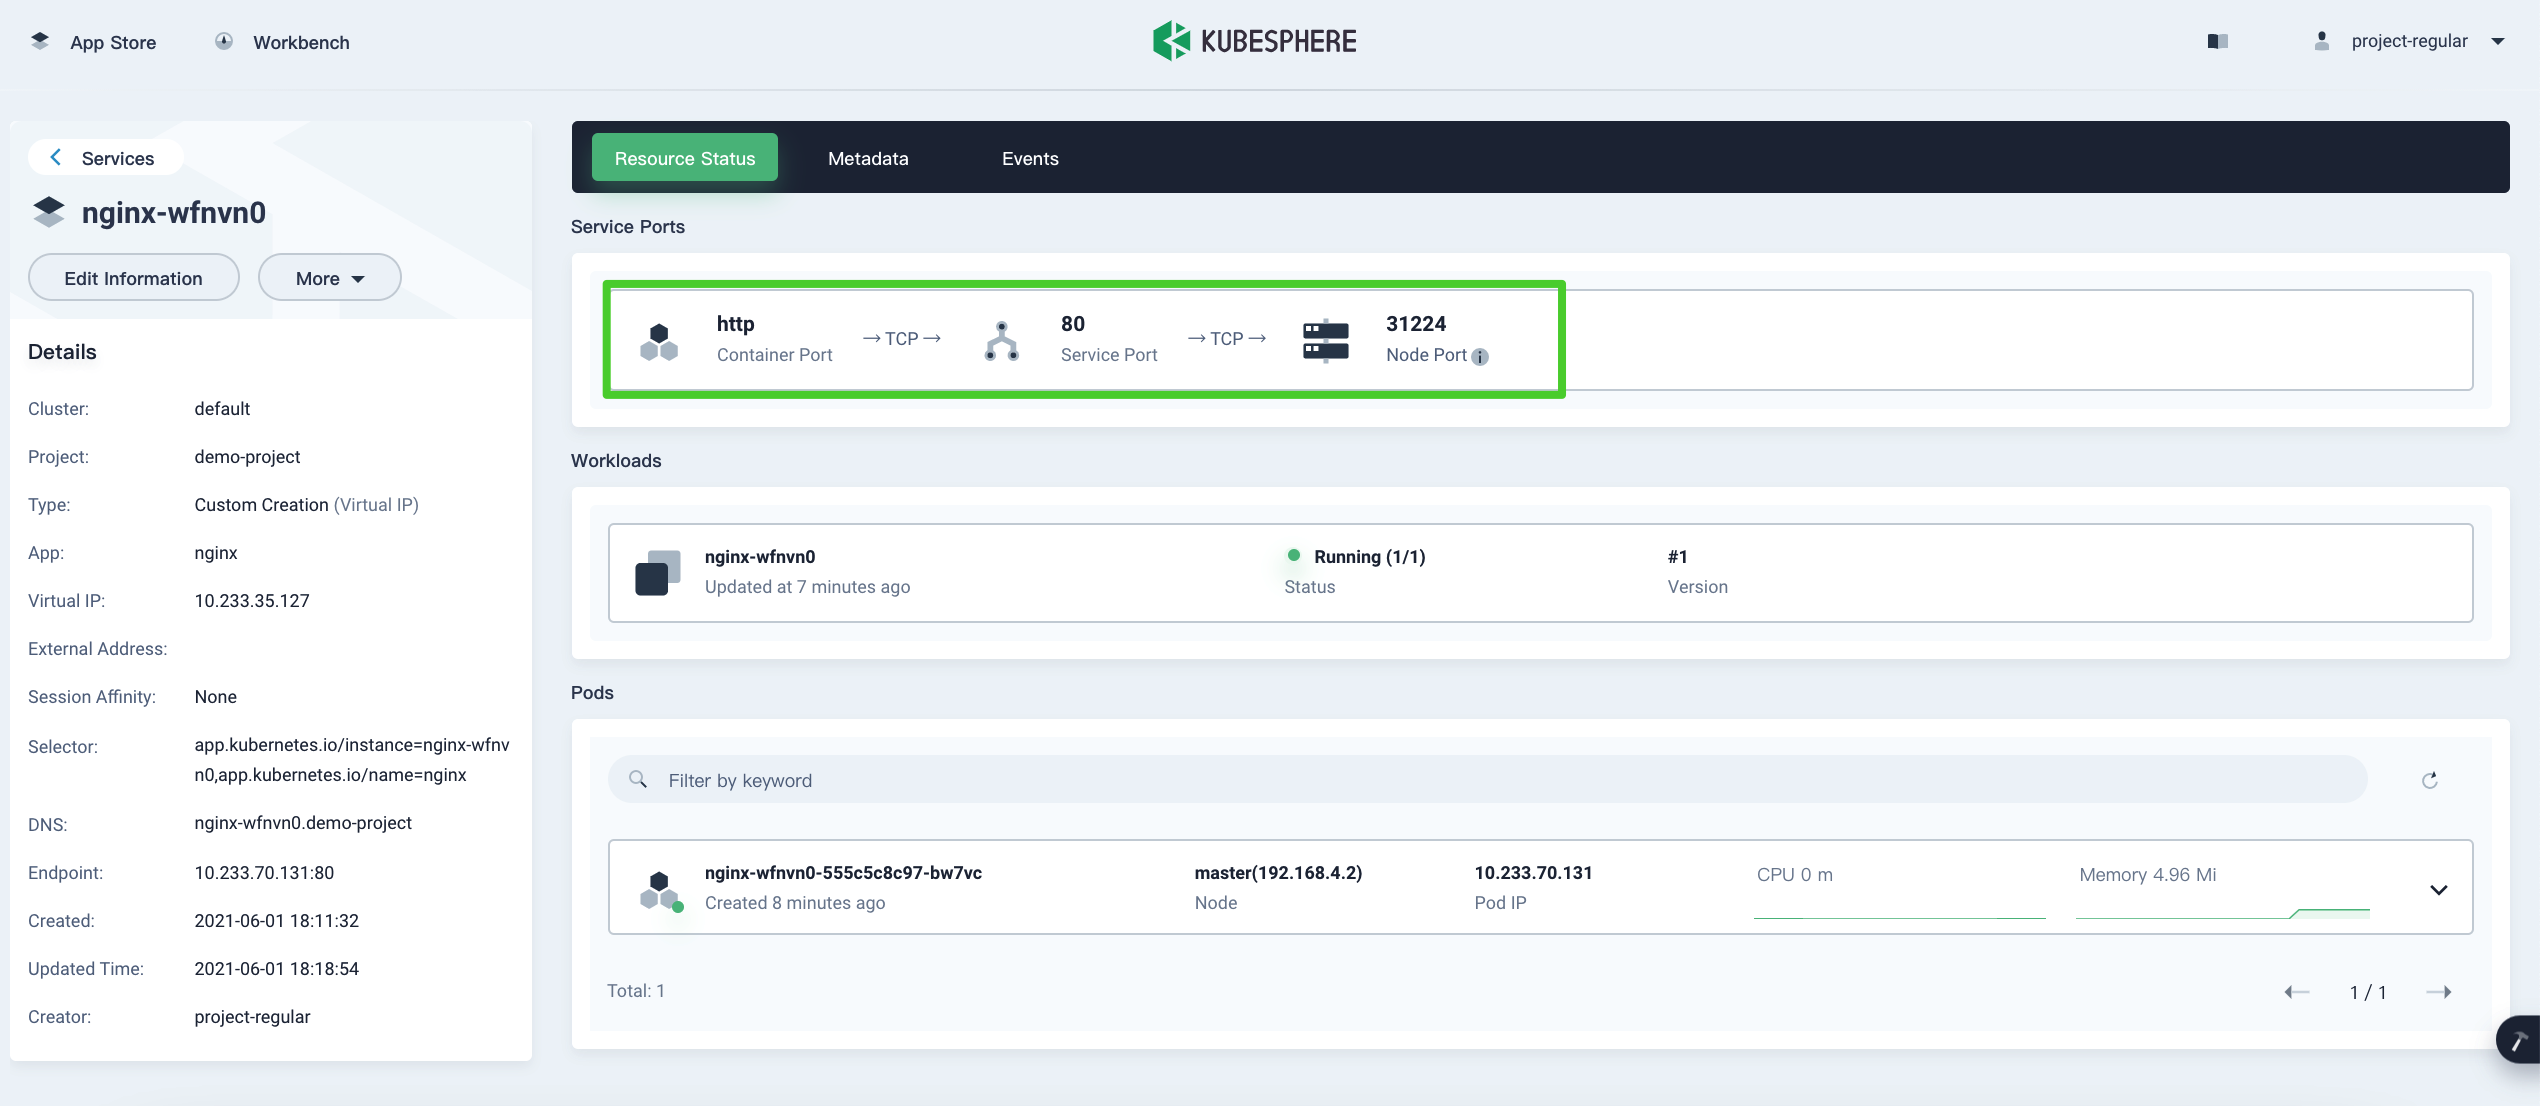 App Store
Workbench
KUBESPHERE
project-regular
Services
nginx-wfnvn0
Edit Information
More
Details
Cluster: default
Project: demo-project
Type: Custom Creation (Virtual IP)
App: nginx
Virtual IP: 10.233.35.127
External Address:
Session Affinity: None
Selector: app.kubernetes.io/instance=nginx-wfnv
n0,app.kubernetes.io/name=nginx
DNS: nginx-wfnvn0.demo-project
Endpoint: 10.233.70.131:80
Created: 2021-06-01 18:11:32
Updated Time: 2021-06-01 18:18:54
Creator: project-regular
Resource Status
Metadata
Events
Service Ports
http
Container Port
→ TCP →
80
Service Port
→ TCP →
31224
Node Port
Workloads
nginx-wfnvn0
Updated at 7 minutes ago
Running (1/1)
Status
#1
Version
Pods
Filter by keyword
nginx-wfnvn0-555c5c8c97-bw7vc
Created 8 minutes ago
master(192.168.4.2)
Node
10.233.70.131
Pod IP
CPU 0 m
Memory 4.96 Mi
Total: 1
1 / 1